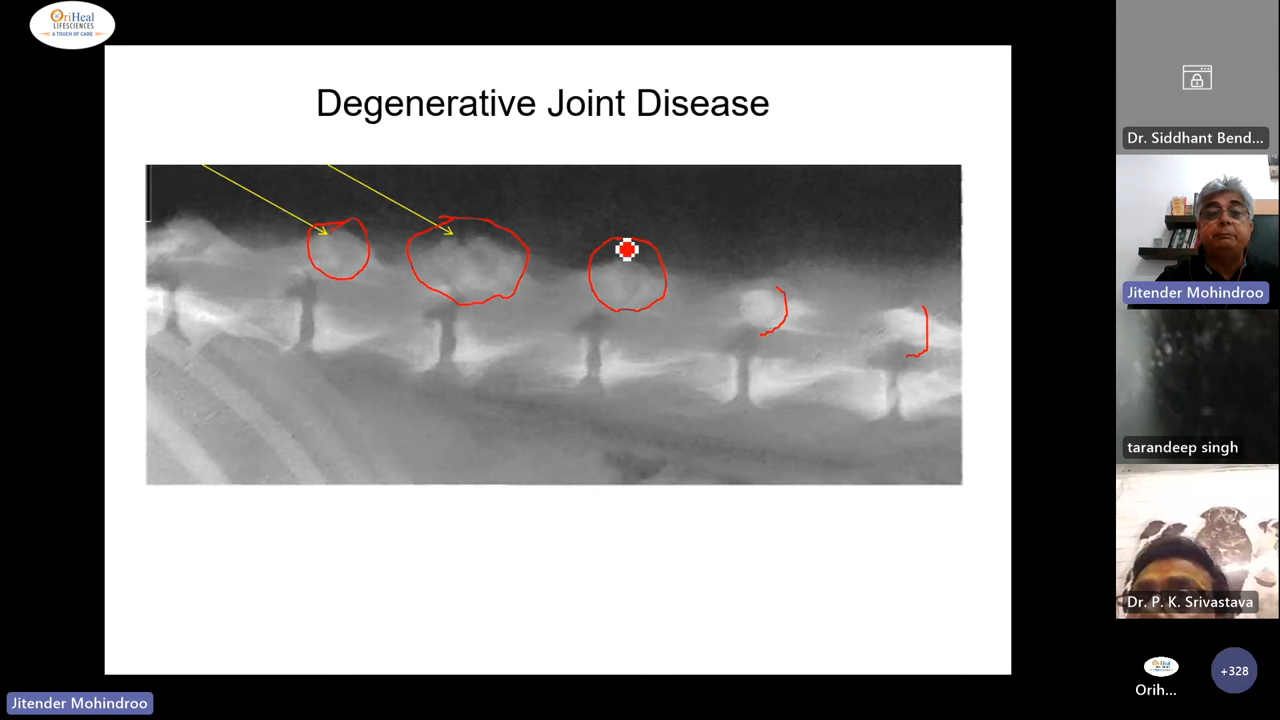 OriHeal
LIFESCIENCES
A TOUCH OF CARE
Degenerative Joint Disease
Dr. Siddhant Bend...
Jitender Mohindroo
tarandeep singh
Dr. P. K. Srivastava
Orih...
+328
Jitender Mohindroo